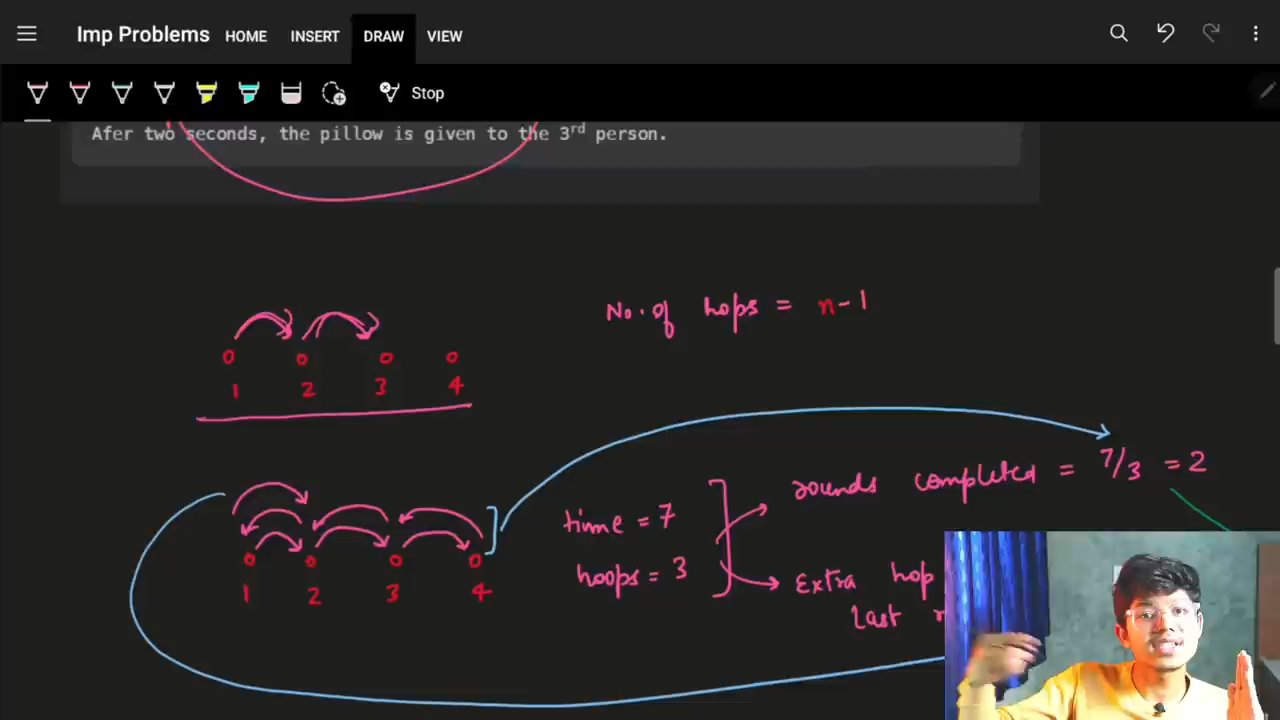 Imp Problems HOME INSERT DRAW VIEW
Stop
Afer two seconds, the pillow is given to the 3rd person.
No. of hops = n-1
1 2 3 4
rounds completed = 7/3 = 2
time = 7
hoops = 3
Extra hop
last
1 2 3 4